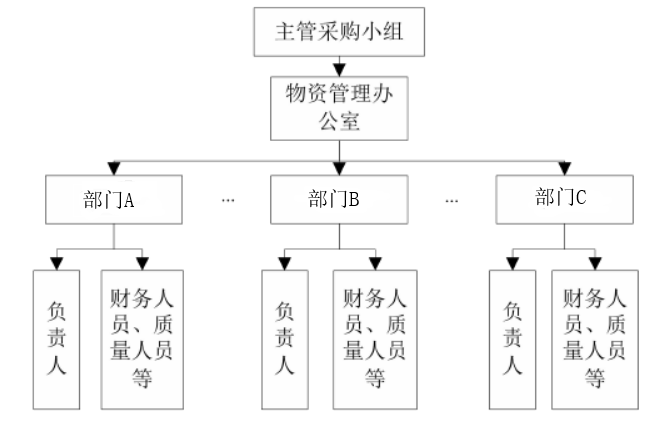 主管采购小组
物资管理办
公室
部门A
...
部门B
...
部门C
负
责
人
财务人
员、质
量人员
等
负
责
人
财务人
员、质
量人员
等
负
责
人
财务人
员、质
量人员
等